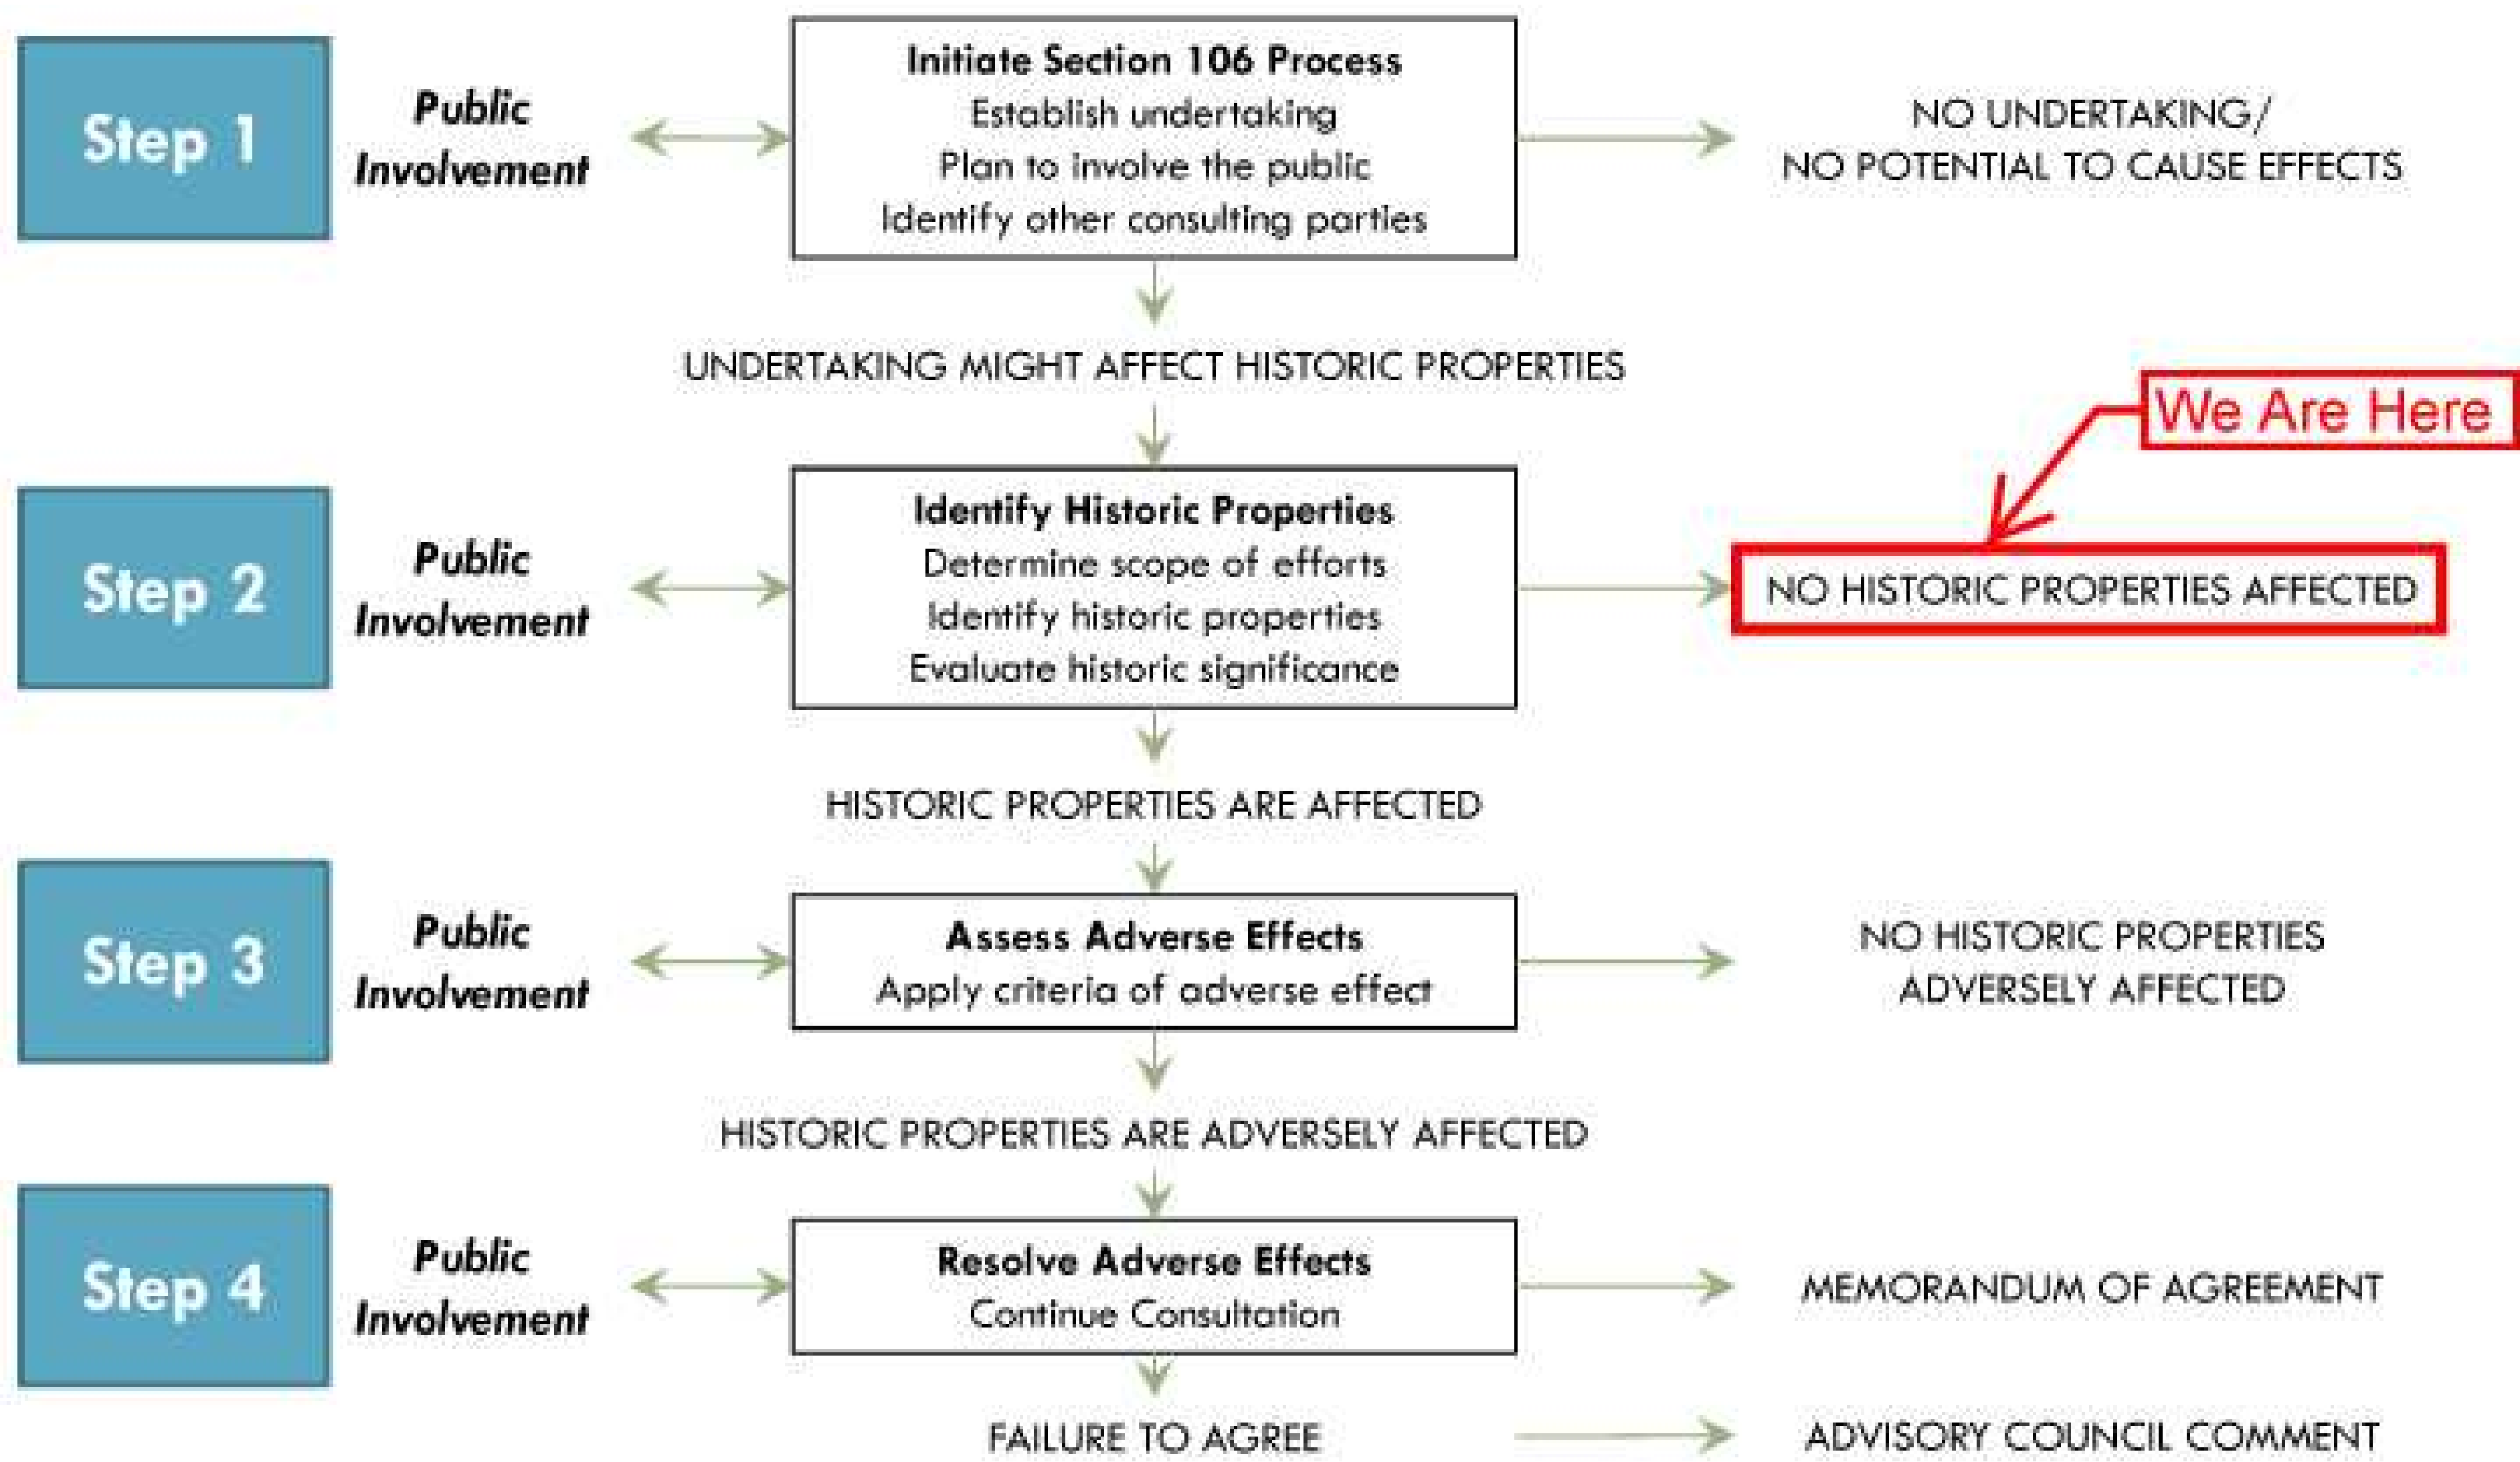 Step 1
Public
Involvement
Initiate Section 106 Process
Establish undertaking
Plan to involve the public
Identify other consulting parties
NO UNDERTAKING/
NO POTENTIAL TO CAUSE EFFECTS
UNDERTAKING MIGHT AFFECT HISTORIC PROPERTIES
We Are Here
Step 2
Public
Involvement
Identify Historic Properties
Determine scope of efforts
Identify historic properties
Evaluate historic significance
NO HISTORIC PROPERTIES AFFECTED
HISTORIC PROPERTIES ARE AFFECTED
Step 3
Public
Involvement
Assess Adverse Effects
Apply criteria of adverse effect
NO HISTORIC PROPERTIES
ADVERSELY AFFECTED
HISTORIC PROPERTIES ARE ADVERSELY AFFECTED
Step 4
Public
Involvement
Resolve Adverse Effects
Continue Consultation
MEMORANDUM OF AGREEMENT
FAILURE TO AGREE
ADVISORY COUNCIL COMMENT